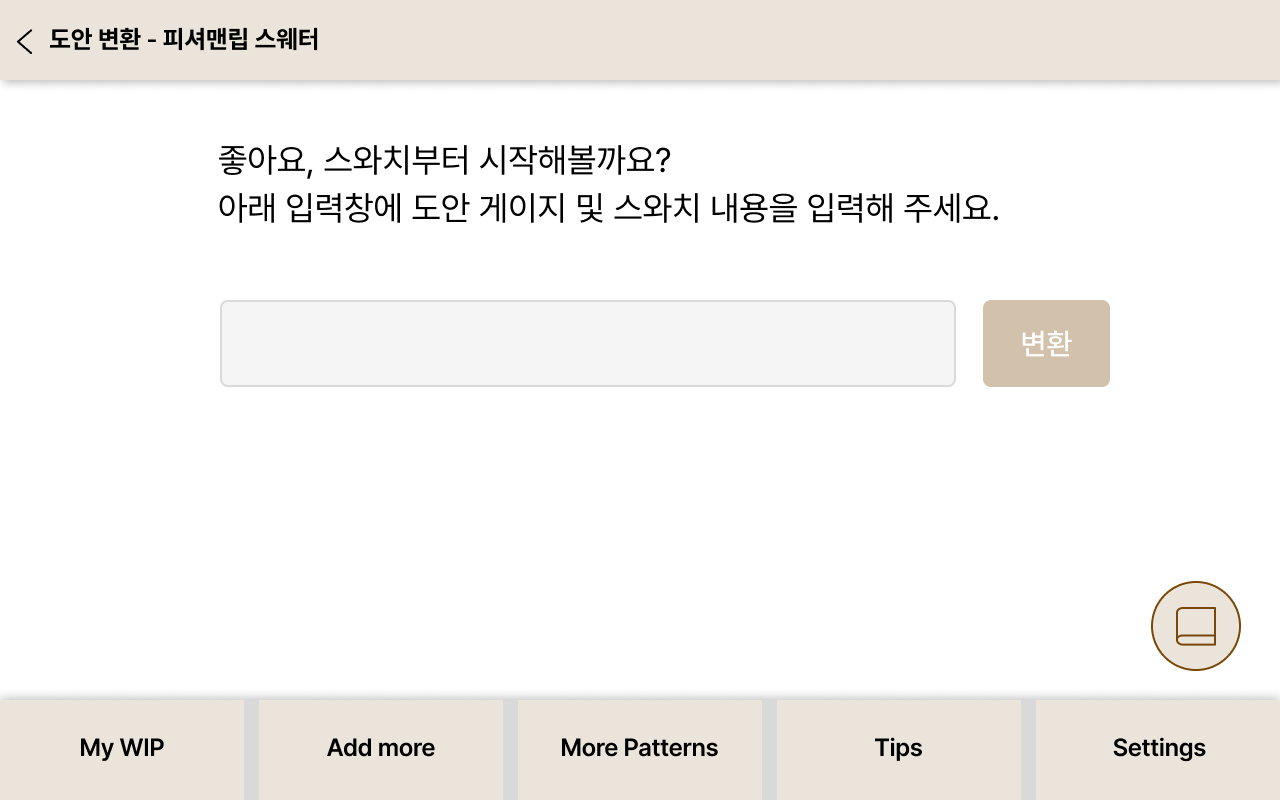 도안 변환 - 피셔맨립 스웨터
좋아요, 스와치부터 시작해볼까요?
아래 입력창에 도안 게이지 및 스와치 내용을 입력해 주세요.
변환
My WIP
Add more
More Patterns
Tips
Settings